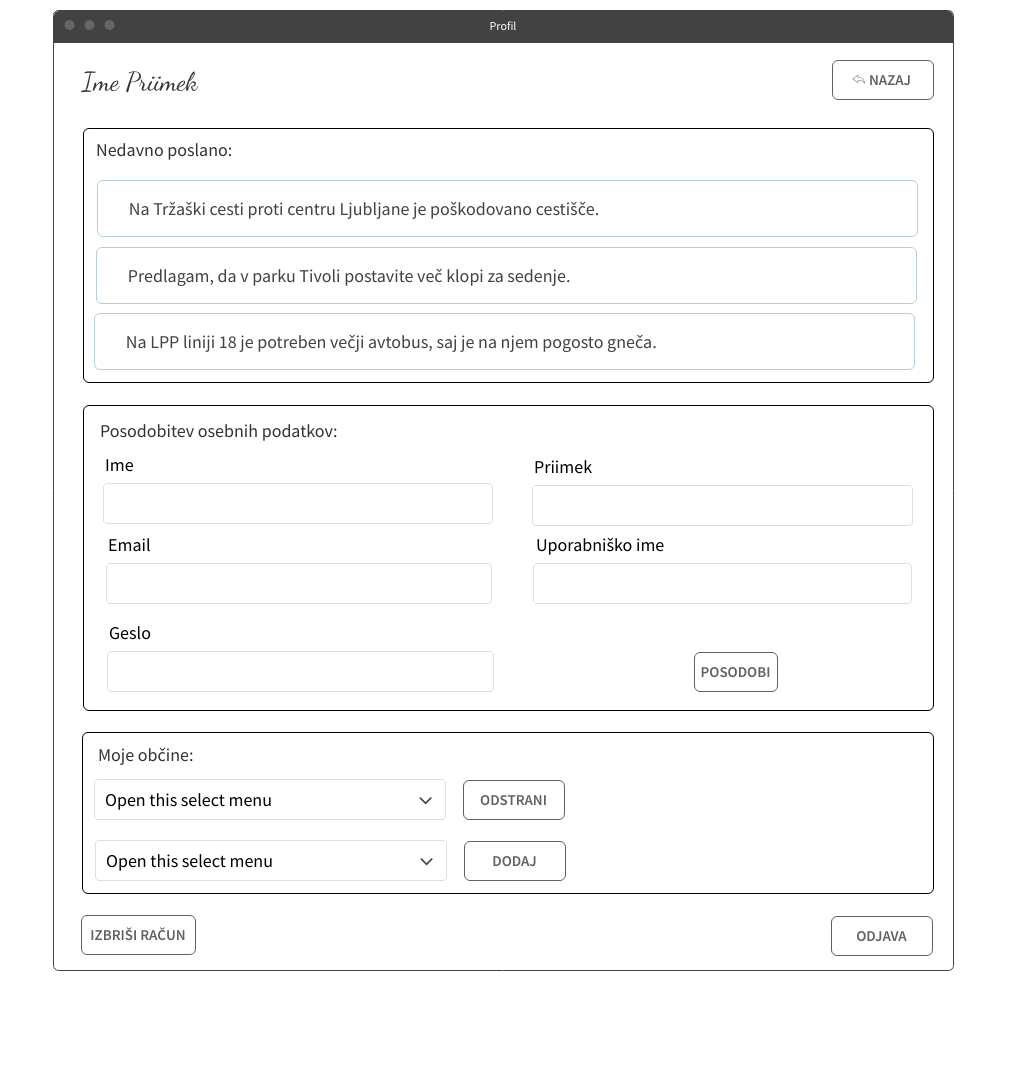 Profil
Ime Priimek
NAZAJ
Nedavno poslano:
Na Tržaški cesti proti centru Ljubljane je poškodovano cestišče.
Predlagam, da v parku Tivoli postavite več klopi za sedenje.
Na LPP liniji 18 je potreben večji avtobus, saj je na njem pogosto gneča.
Posodobitev osebnih podatkov:
Ime
Priimek
Email
Uporabniško ime
Geslo
POSODOBI
Moje občine:
Open this select menu
ODSTRANI
Open this select menu
DODAJ
IZBRIŠI RAČUN
ODJAVA